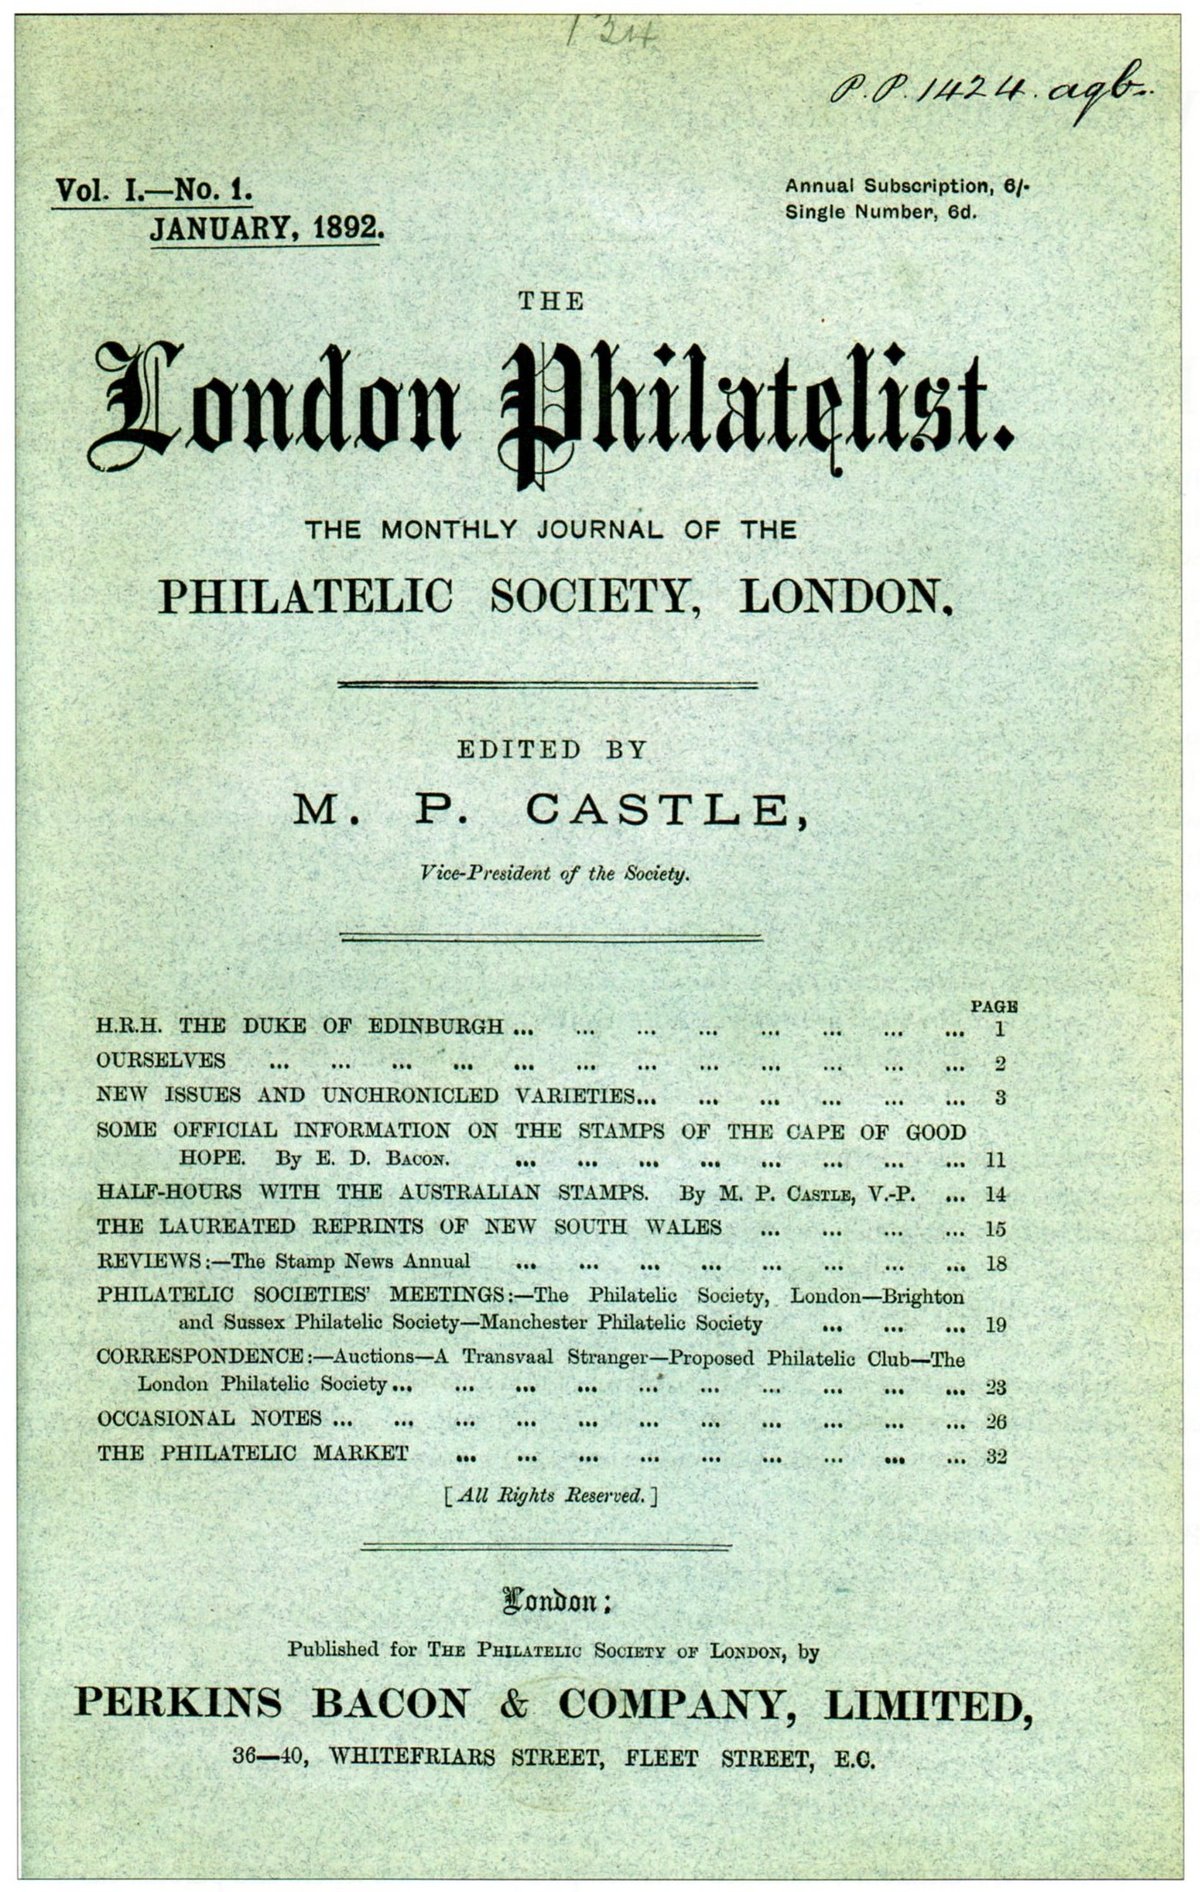 134
P.P. 1424. agb.
Vol. I.—No. 1.
JANUARY, 1892.
Annual Subscription, 6/-
Single Number, 6d.
THE
London Philatelist.
THE MONTHLY JOURNAL OF THE
PHILATELIC SOCIETY, LONDON.
EDITED BY
M. P. CASTLE,
Vice-President of the Society.
PAGE
H.R.H. THE DUKE OF EDINBURGH ... ... ... ... ... ... ... ... 1
OURSELVES ... ... ... ... ... ... ... ... ... ... ... ... 2
NEW ISSUES AND UNCHRONICLED VARIETIES... ... ... ... ... ... 3
SOME OFFICIAL INFORMATION ON THE STAMPS OF THE CAPE OF GOOD
HOPE. By E. D. BACON. ... ... ... ... ... ... ... ... 11
HALF-HOURS WITH THE AUSTRALIAN STAMPS. By M. P. CASTLE, V.-P. ... 14
THE LAUREATED REPRINTS OF NEW SOUTH WALES ... ... ... ... 15
REVIEWS:—The Stamp News Annual ... ... ... ... ... ... ... ... 18
PHILATELIC SOCIETIES' MEETINGS:—The Philatelic Society, London—Brighton
and Sussex Philatelic Society—Manchester Philatelic Society ... ... ... 19
CORRESPONDENCE:—Auctions—A Transvaal Stranger—Proposed Philatelic Club—The
London Philatelic Society... ... ... ... ... ... ... ... ... ... 23
OCCASIONAL NOTES ... ... ... ... ... ... ... ... ... ... ... 26
THE PHILATELIC MARKET ... ... ... ... ... ... ... ... ... 32
[All Rights Reserved.]
London:
Published for THE PHILATELIC SOCIETY OF LONDON, by
PERKINS BACON & COMPANY, LIMITED,
36—40, WHITEFRIARS STREET, FLEET STREET, E.C.